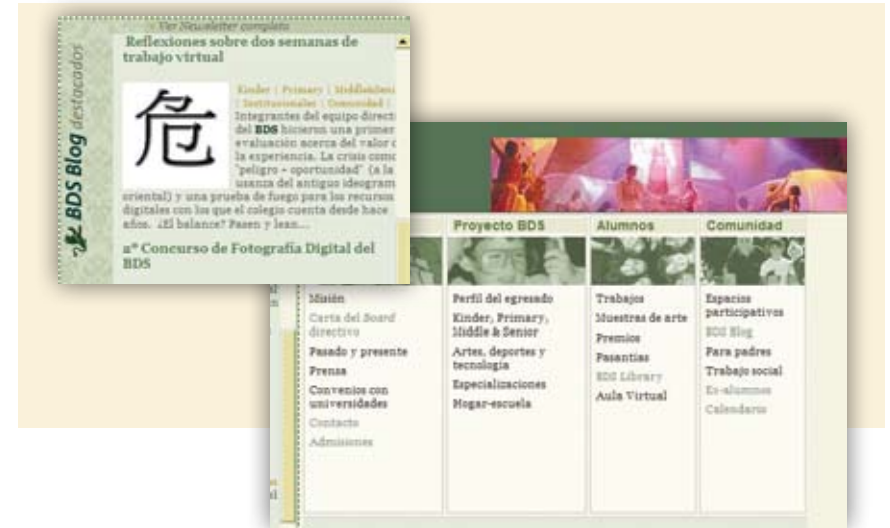 Ver Newsletter completo
Reflexiones sobre dos semanas de
trabajo virtual
BDS Blog destacados
危
Kinder | Primary |
| Institucionales | Comunidad |
Integrantes del equipo
del BDS hicieron una primer
evaluación acerca del valor
la experiencia. La crisis como
"peligro + oportunidad" (a la
usanza del antiguo
oriental) y una prueba de fuego para los recursos
digitales con los que el colegio cuenta desde hace
años. ¿El balance? Pasen y lean...
2º Concurso de Fotografía Digital del
BDS
Misión
Carta del Board
directivo
Pasado y presente
Prensa
Convenios con
universidades
Contacto
Admisiones
Proyecto BDS
Perfil del egresado
Kinder, Primary,
Middle & Senior
Artes, deportes y
tecnología
Especializaciones
Hogar-escuela
Alumnos
Trabajos
Muestras de arte
Premios
Pasantías
BDS Library
Aula Virtual
Comunidad
Espacios
participativos
BDS Blog
Para padres
Trabajo social
Ex-alumnos
Calendario